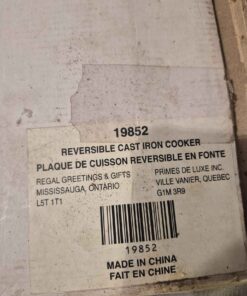 19852
REVERSIBLE CAST IRON COOKER
PLAQUE DE CUISSON REVERSIBLE EN FONTE
REGAL GREETINGS & GIFTS
MISSISSAUGA, ONTARIO
L5T 1T1
PRIMES DE LUXE INC.
VILLE VANIER, QUEBEC
G1M 3R9
19852
MADE IN CHINA
FAIT EN CHINE